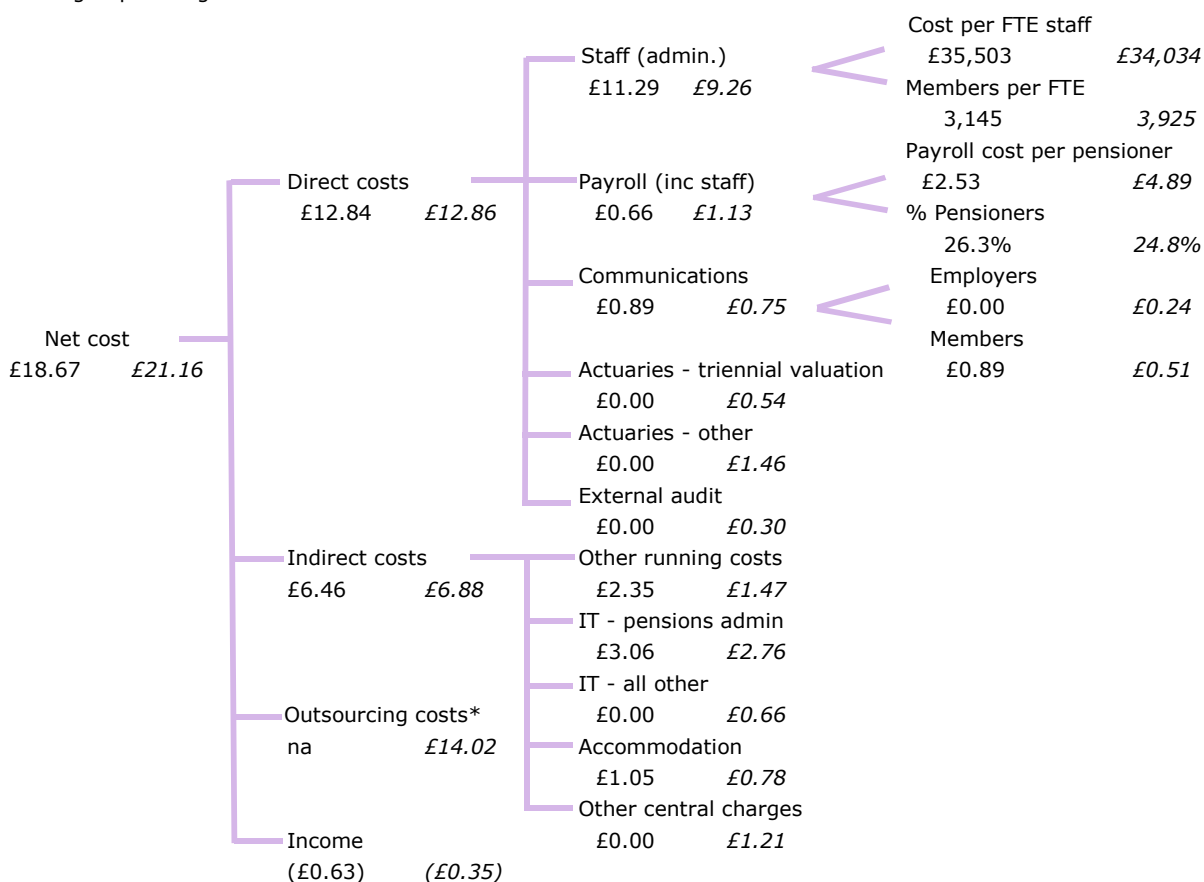 Cost per FTE staff
Staff (admin.) £35,503 £34,034
£11.29 £9.26 Members per FTE
3,145 3,925
Payroll cost per pensioner
Direct costs Payroll (inc staff) £2.53 £4.89
£12.84 £12.86 £0.66 £1.13 % Pensioners
26.3% 24.8%
Communications Employers
£0.89 £0.75 £0.00 £0.24
Net cost Members
£18.67 £21.16 Actuaries - triennial valuation £0.89 £0.51
£0.00 £0.54
Actuaries - other
£0.00 £1.46
External audit
£0.00 £0.30
Indirect costs Other running costs
£6.46 £6.88 £2.35 £1.47
IT - pensions admin
£3.06 £2.76
IT - all other
Outsourcing costs* £0.00 £0.66
na £14.02 Accommodation
£1.05 £0.78
Other central charges
Income £0.00 £1.21
(£0.63) (£0.35)